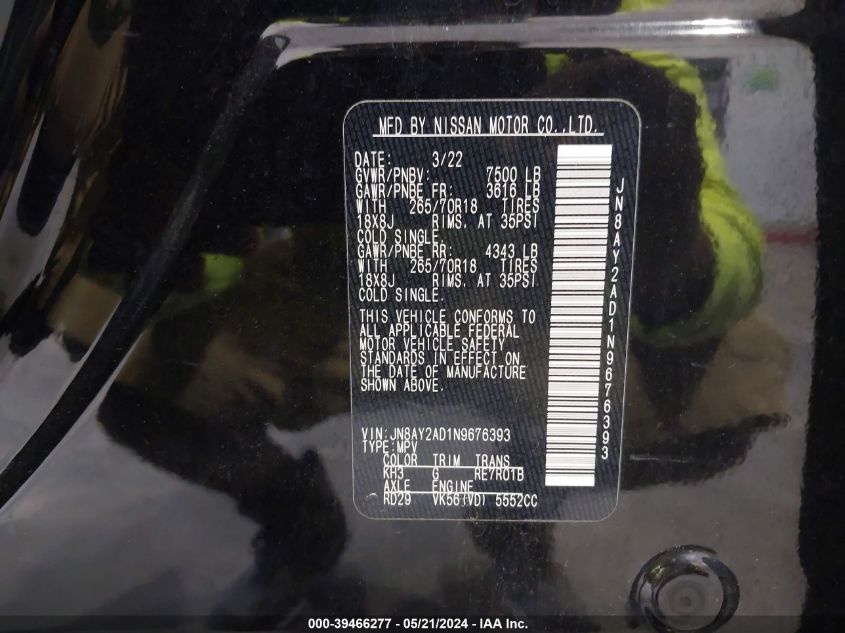 MFD BY NISSAN MOTOR CO.,LTD.
DATE: 3/22
GVWR/PNBV: 7500 LB
GAWR/PNBE FR: 3616 LB
WITH 265/70R18 TIRES
18X8J RIMS. AT 35PSI
COLD SINGLE.
GAWR/PNBE RR: 4343 LB
WITH 265/70R18 TIRES
18X8J RIMS. AT 35PSI
COLD SINGLE.
THIS VEHICLE CONFORMS TO
ALL APPLICABLE FEDERAL
MOTOR VEHICLE SAFETY
STANDARDS IN EFFECT ON
THE DATE OF MANUFACTURE
SHOWN ABOVE.
VIN: JN8AY2AD1N9676393
TYPE: MPV
COLOR TRIM TRANS
KH3 G RE7R01B
AXLE ENGINE
RD29 VK56(VD) 5552CC
JN8AY2AD1N9676393
000-39466277 - 05/21/2024 - IAA Inc.